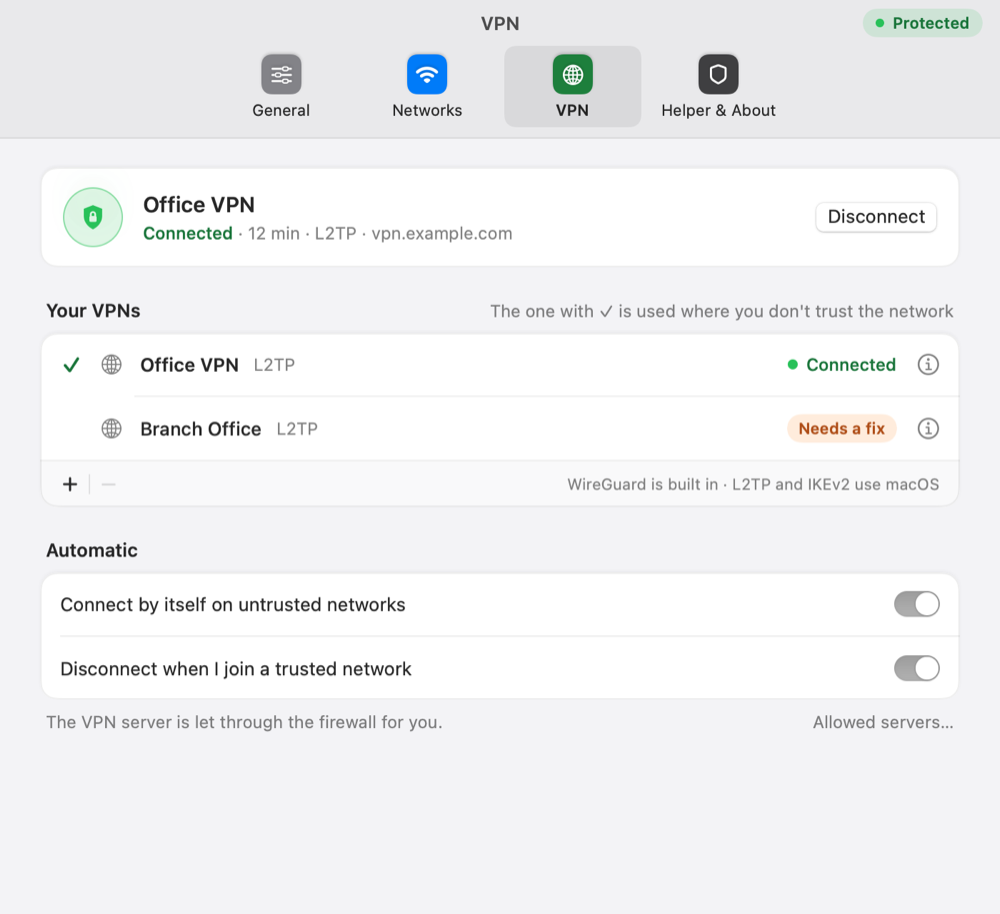 VPN
Protected
General
Networks
VPN
Helper & About
Office VPN
Connected · 12 min · L2TP · vpn.example.com
Disconnect
Your VPNs
The one with ✓ is used where you don't trust the network
Office VPN L2TP
Connected
Branch Office L2TP
Needs a fix
WireGuard is built in · L2TP and IKEv2 use macOS
Automatic
Connect by itself on untrusted networks
Disconnect when I join a trusted network
The VPN server is let through the firewall for you.
Allowed servers...